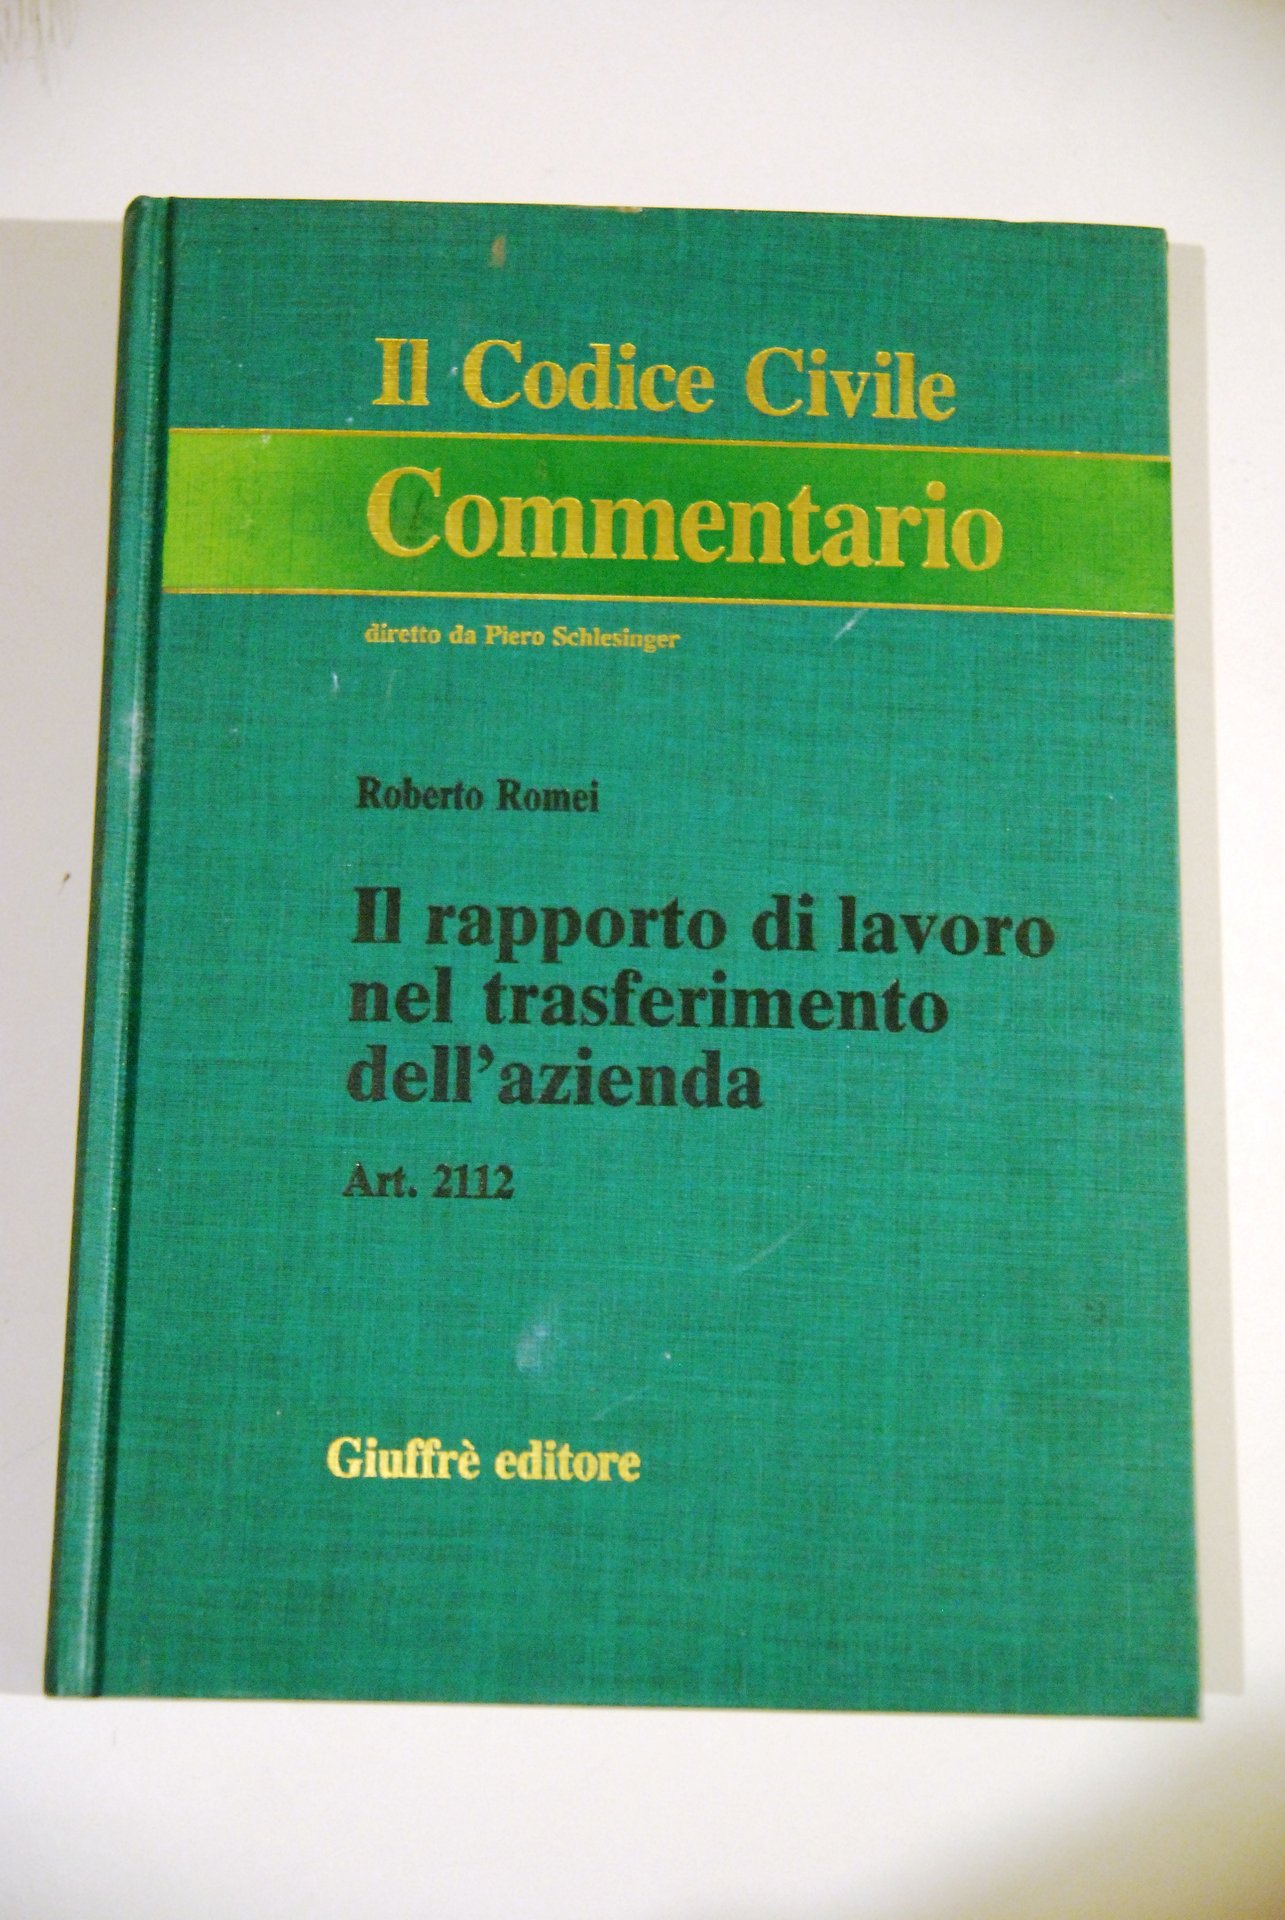 Il Codice Civile
Commentario
diretto da Piero Schlesinger
Roberto Romei
Il rapporto di lavoro
nel trasferimento
dell'azienda
Art. 2112
Giuffrè editore